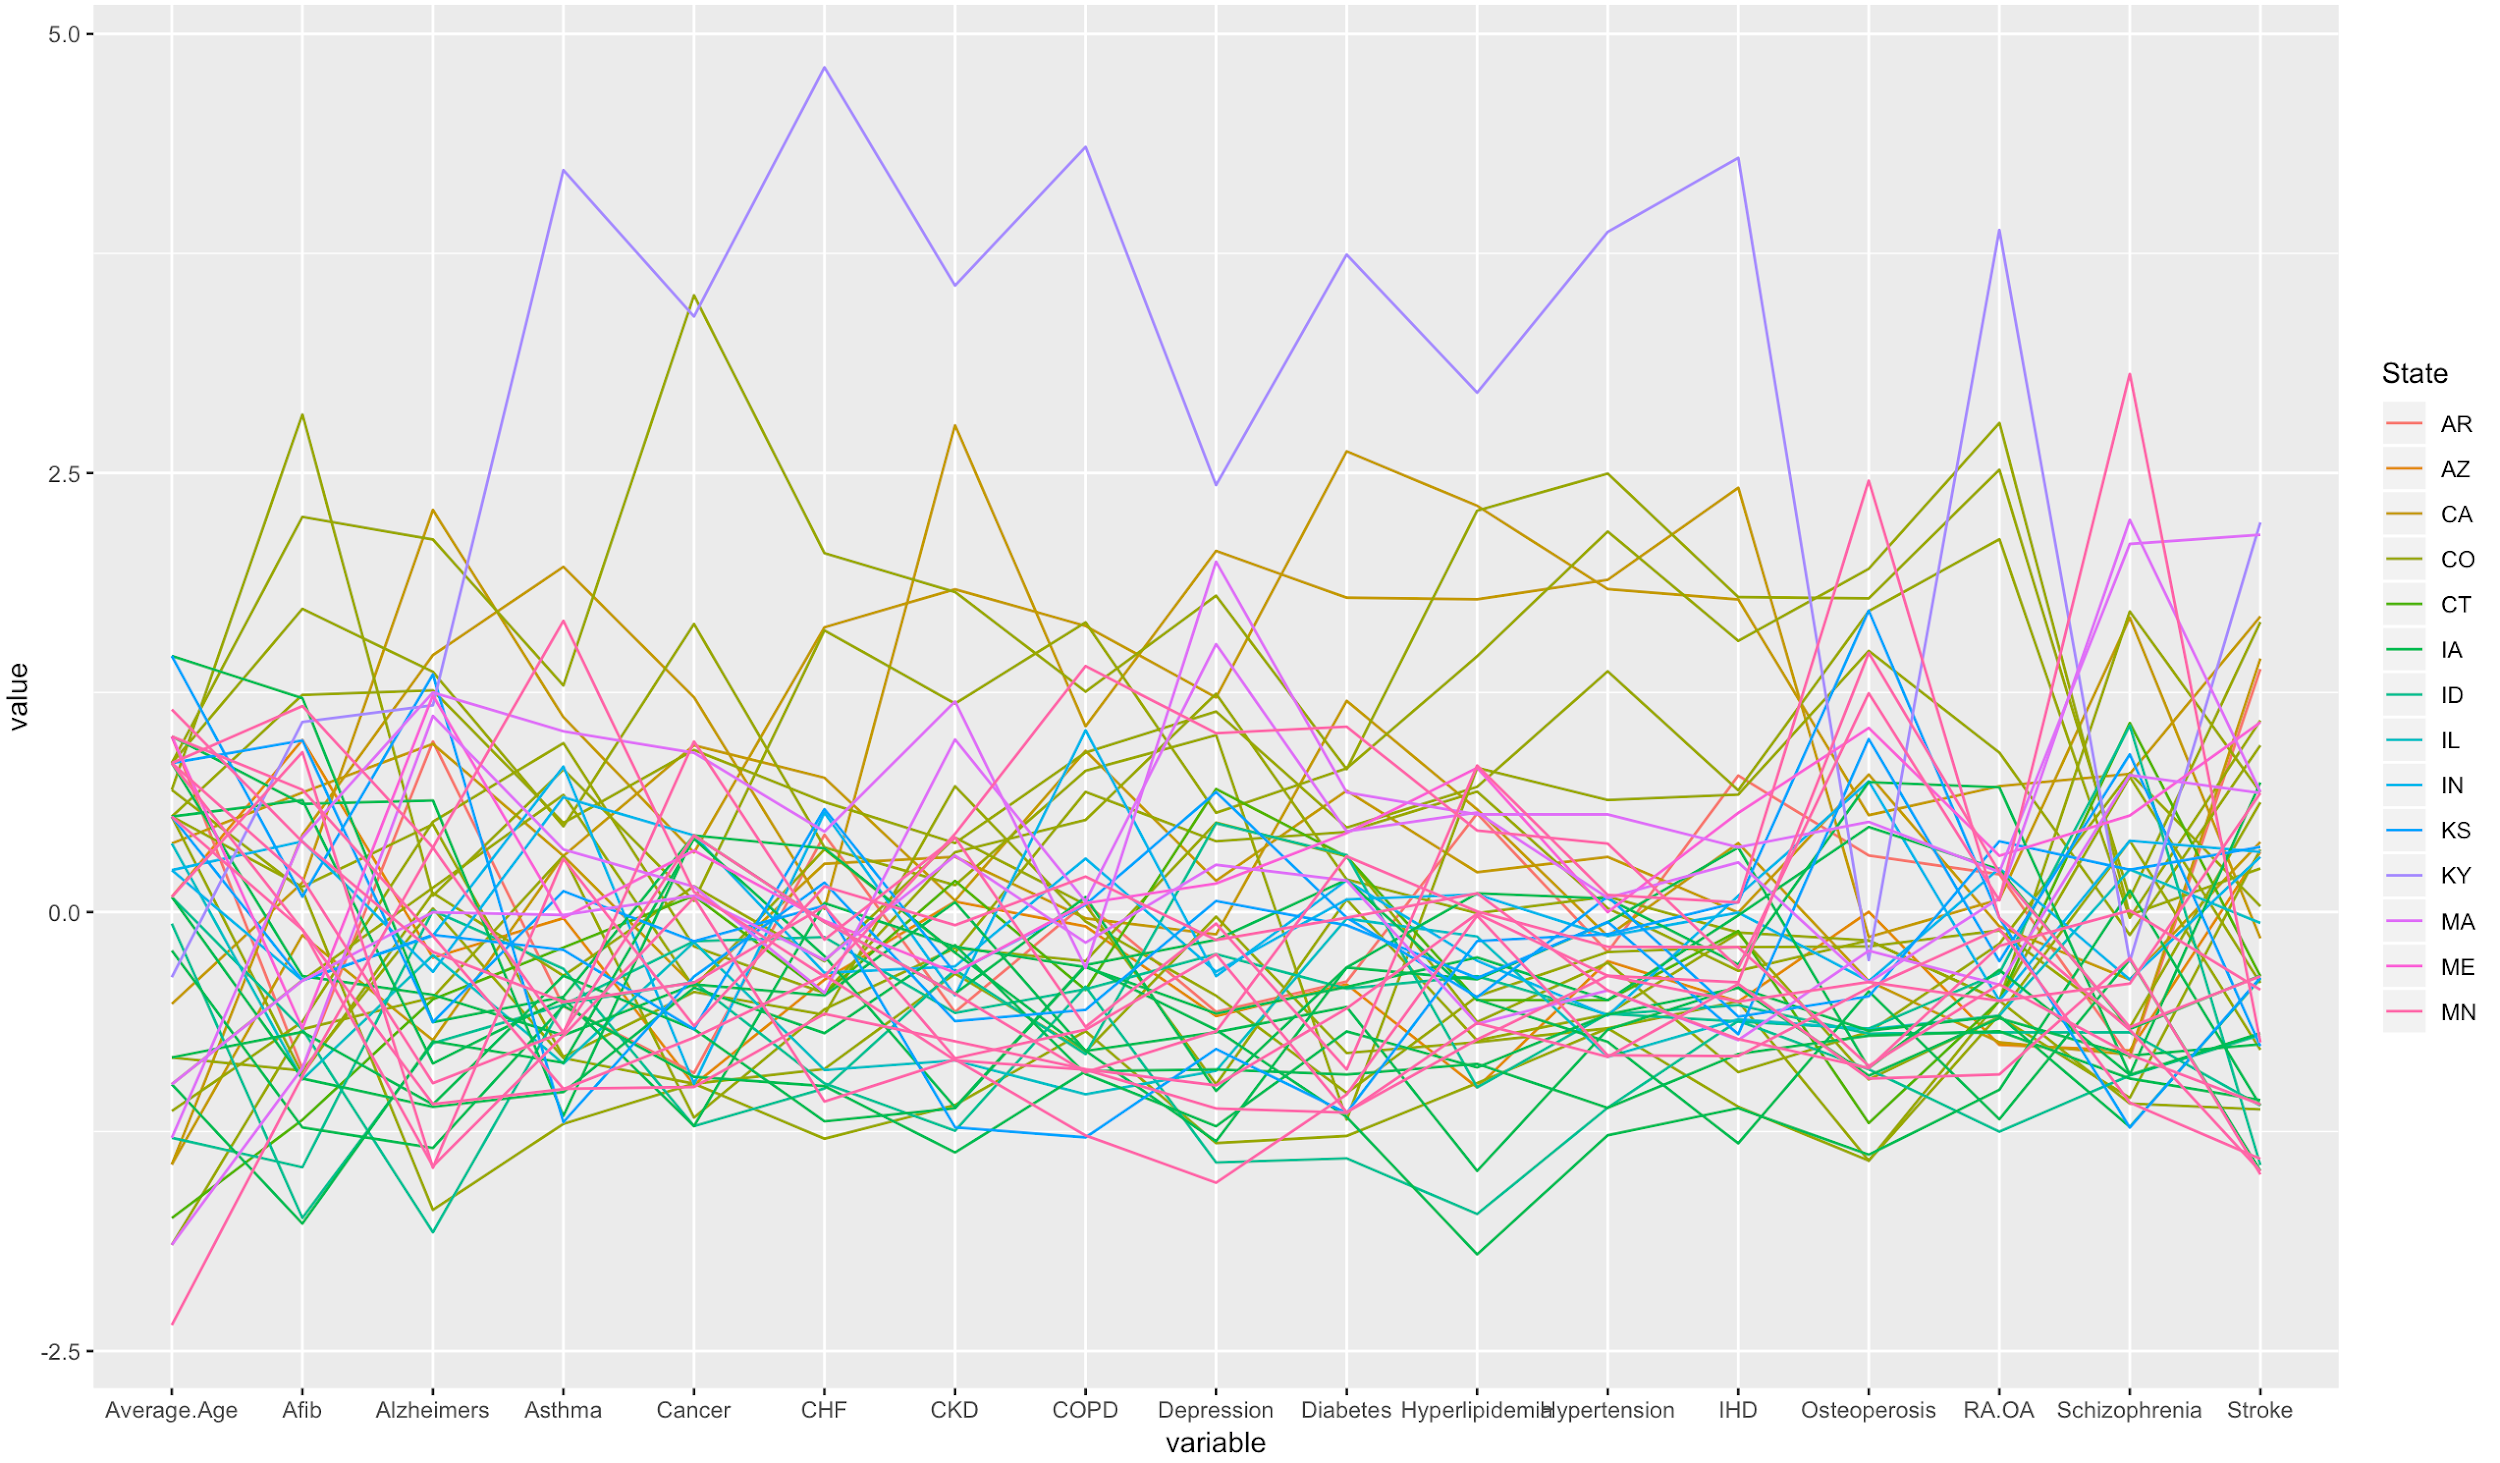 5.0
2.5
0.0
-2.5
value
Average.Age Afib Alzheimers Asthma Cancer CHF CKD COPD Depression Diabetes Hyperlipidemia Hypertension IHD Osteoperosis RA.OA Schizophrenia Stroke
variable
State
AR
AZ
CA
CO
CT
IA
ID
IL
IN
KS
KY
MA
ME
MN